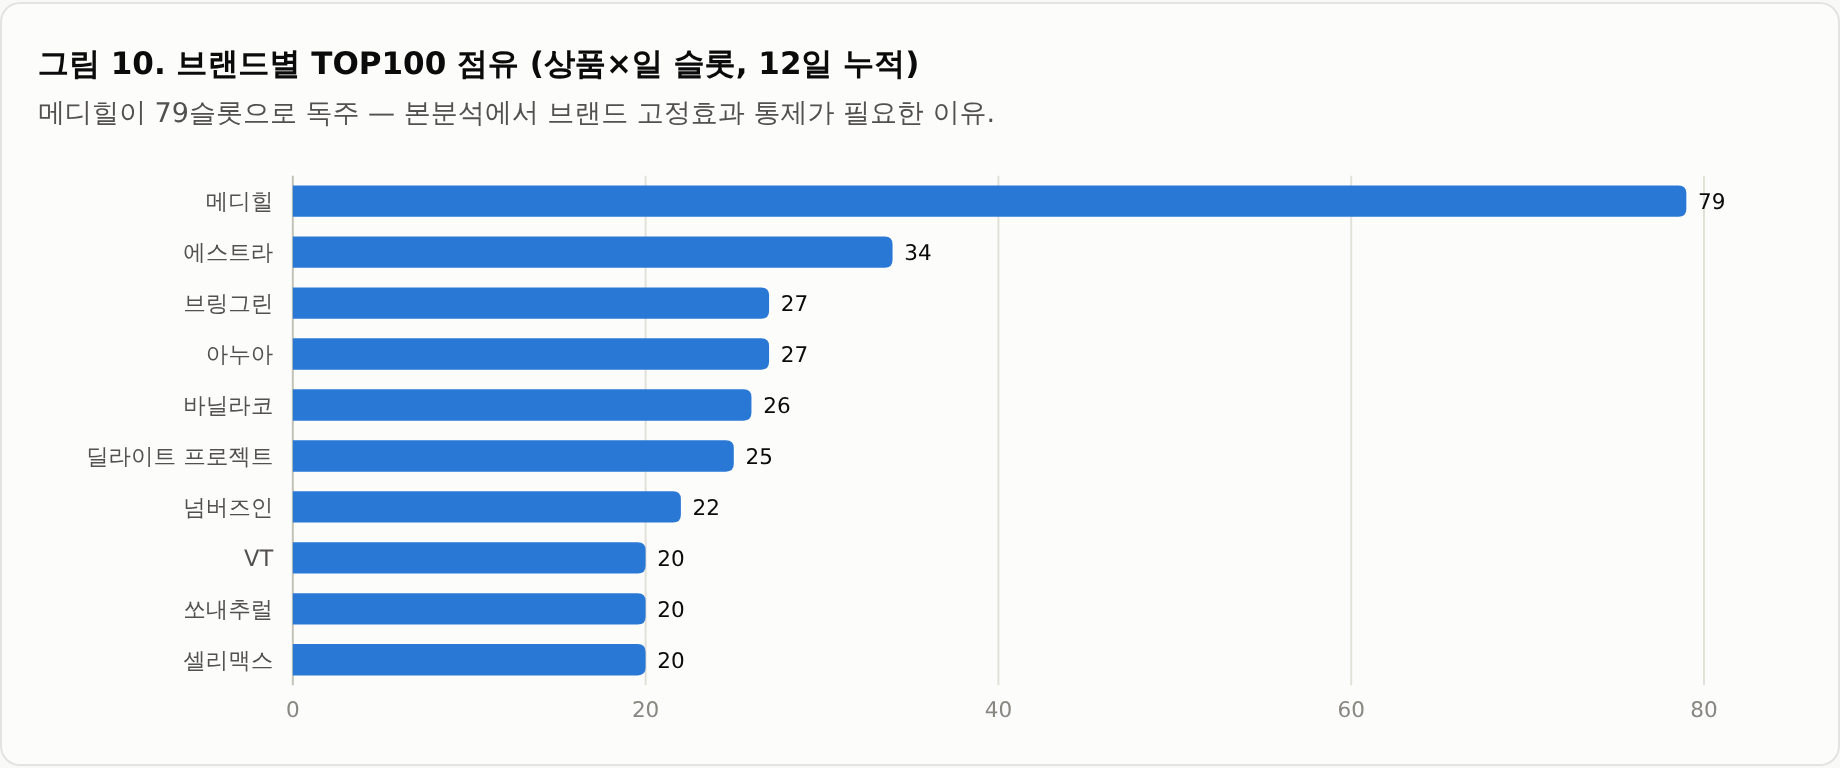 그림 10. 브랜드별 TOP100 점유 (상품×일 슬롯, 12일 누적)
메디힐이 79슬롯으로 독주 — 본분석에서 브랜드 고정효과 통제가 필요한 이유.
메디힐 79
에스트라 34
브링그린 27
아누아 27
바닐라코 26
딜라이트 프로젝트 25
넘버즈인 22
VT 20
쏘내추럴 20
셀리맥스 20
0 20 40 60 80